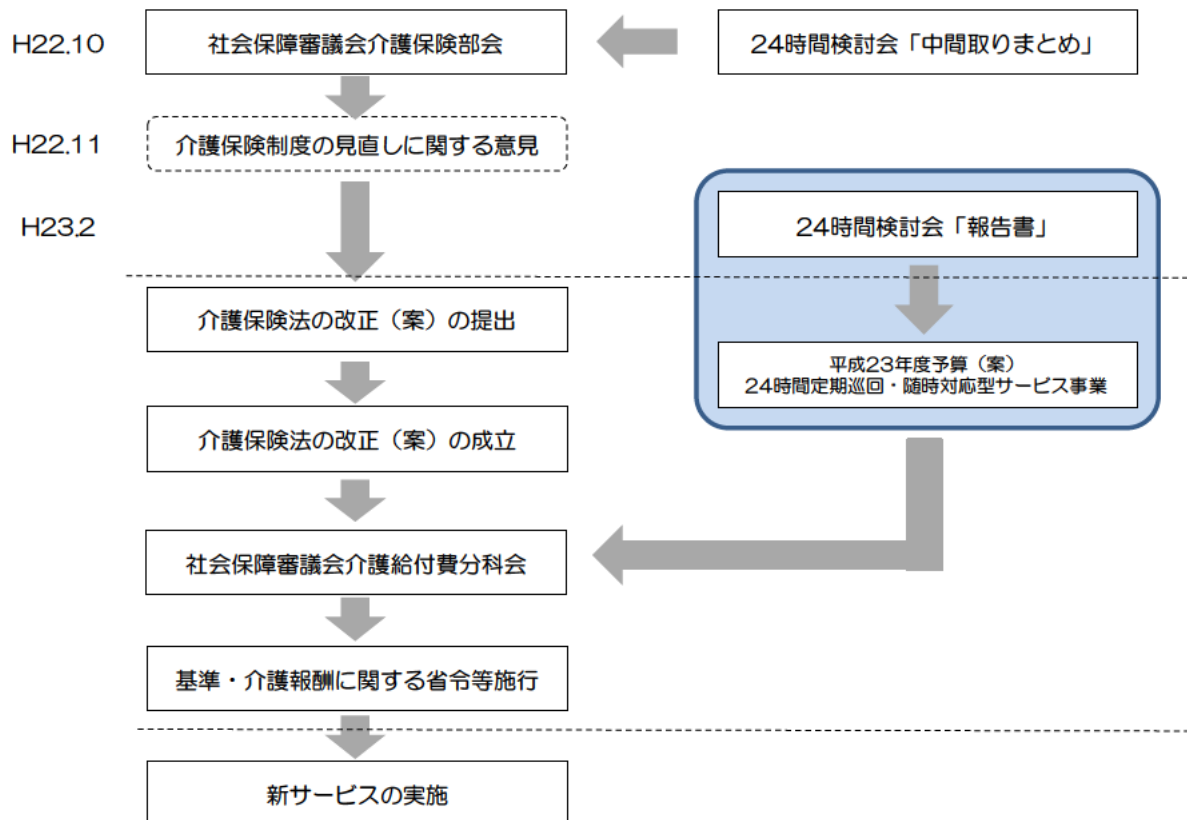 H22.10
社会保障審議会介護保険部会
24時間検討会「中間取りまとめ」
H22.11
介護保険制度の見直しに関する意見
H23.2
24時間検討会「報告書」
介護保険法の改正（案）の提出
平成23年度予算（案）
24時間定期巡回・随時対応型サービス事業
介護保険法の改正（案）の成立
社会保障審議会介護給付費分科会
基準・介護報酬に関する省令等施行
新サービスの実施